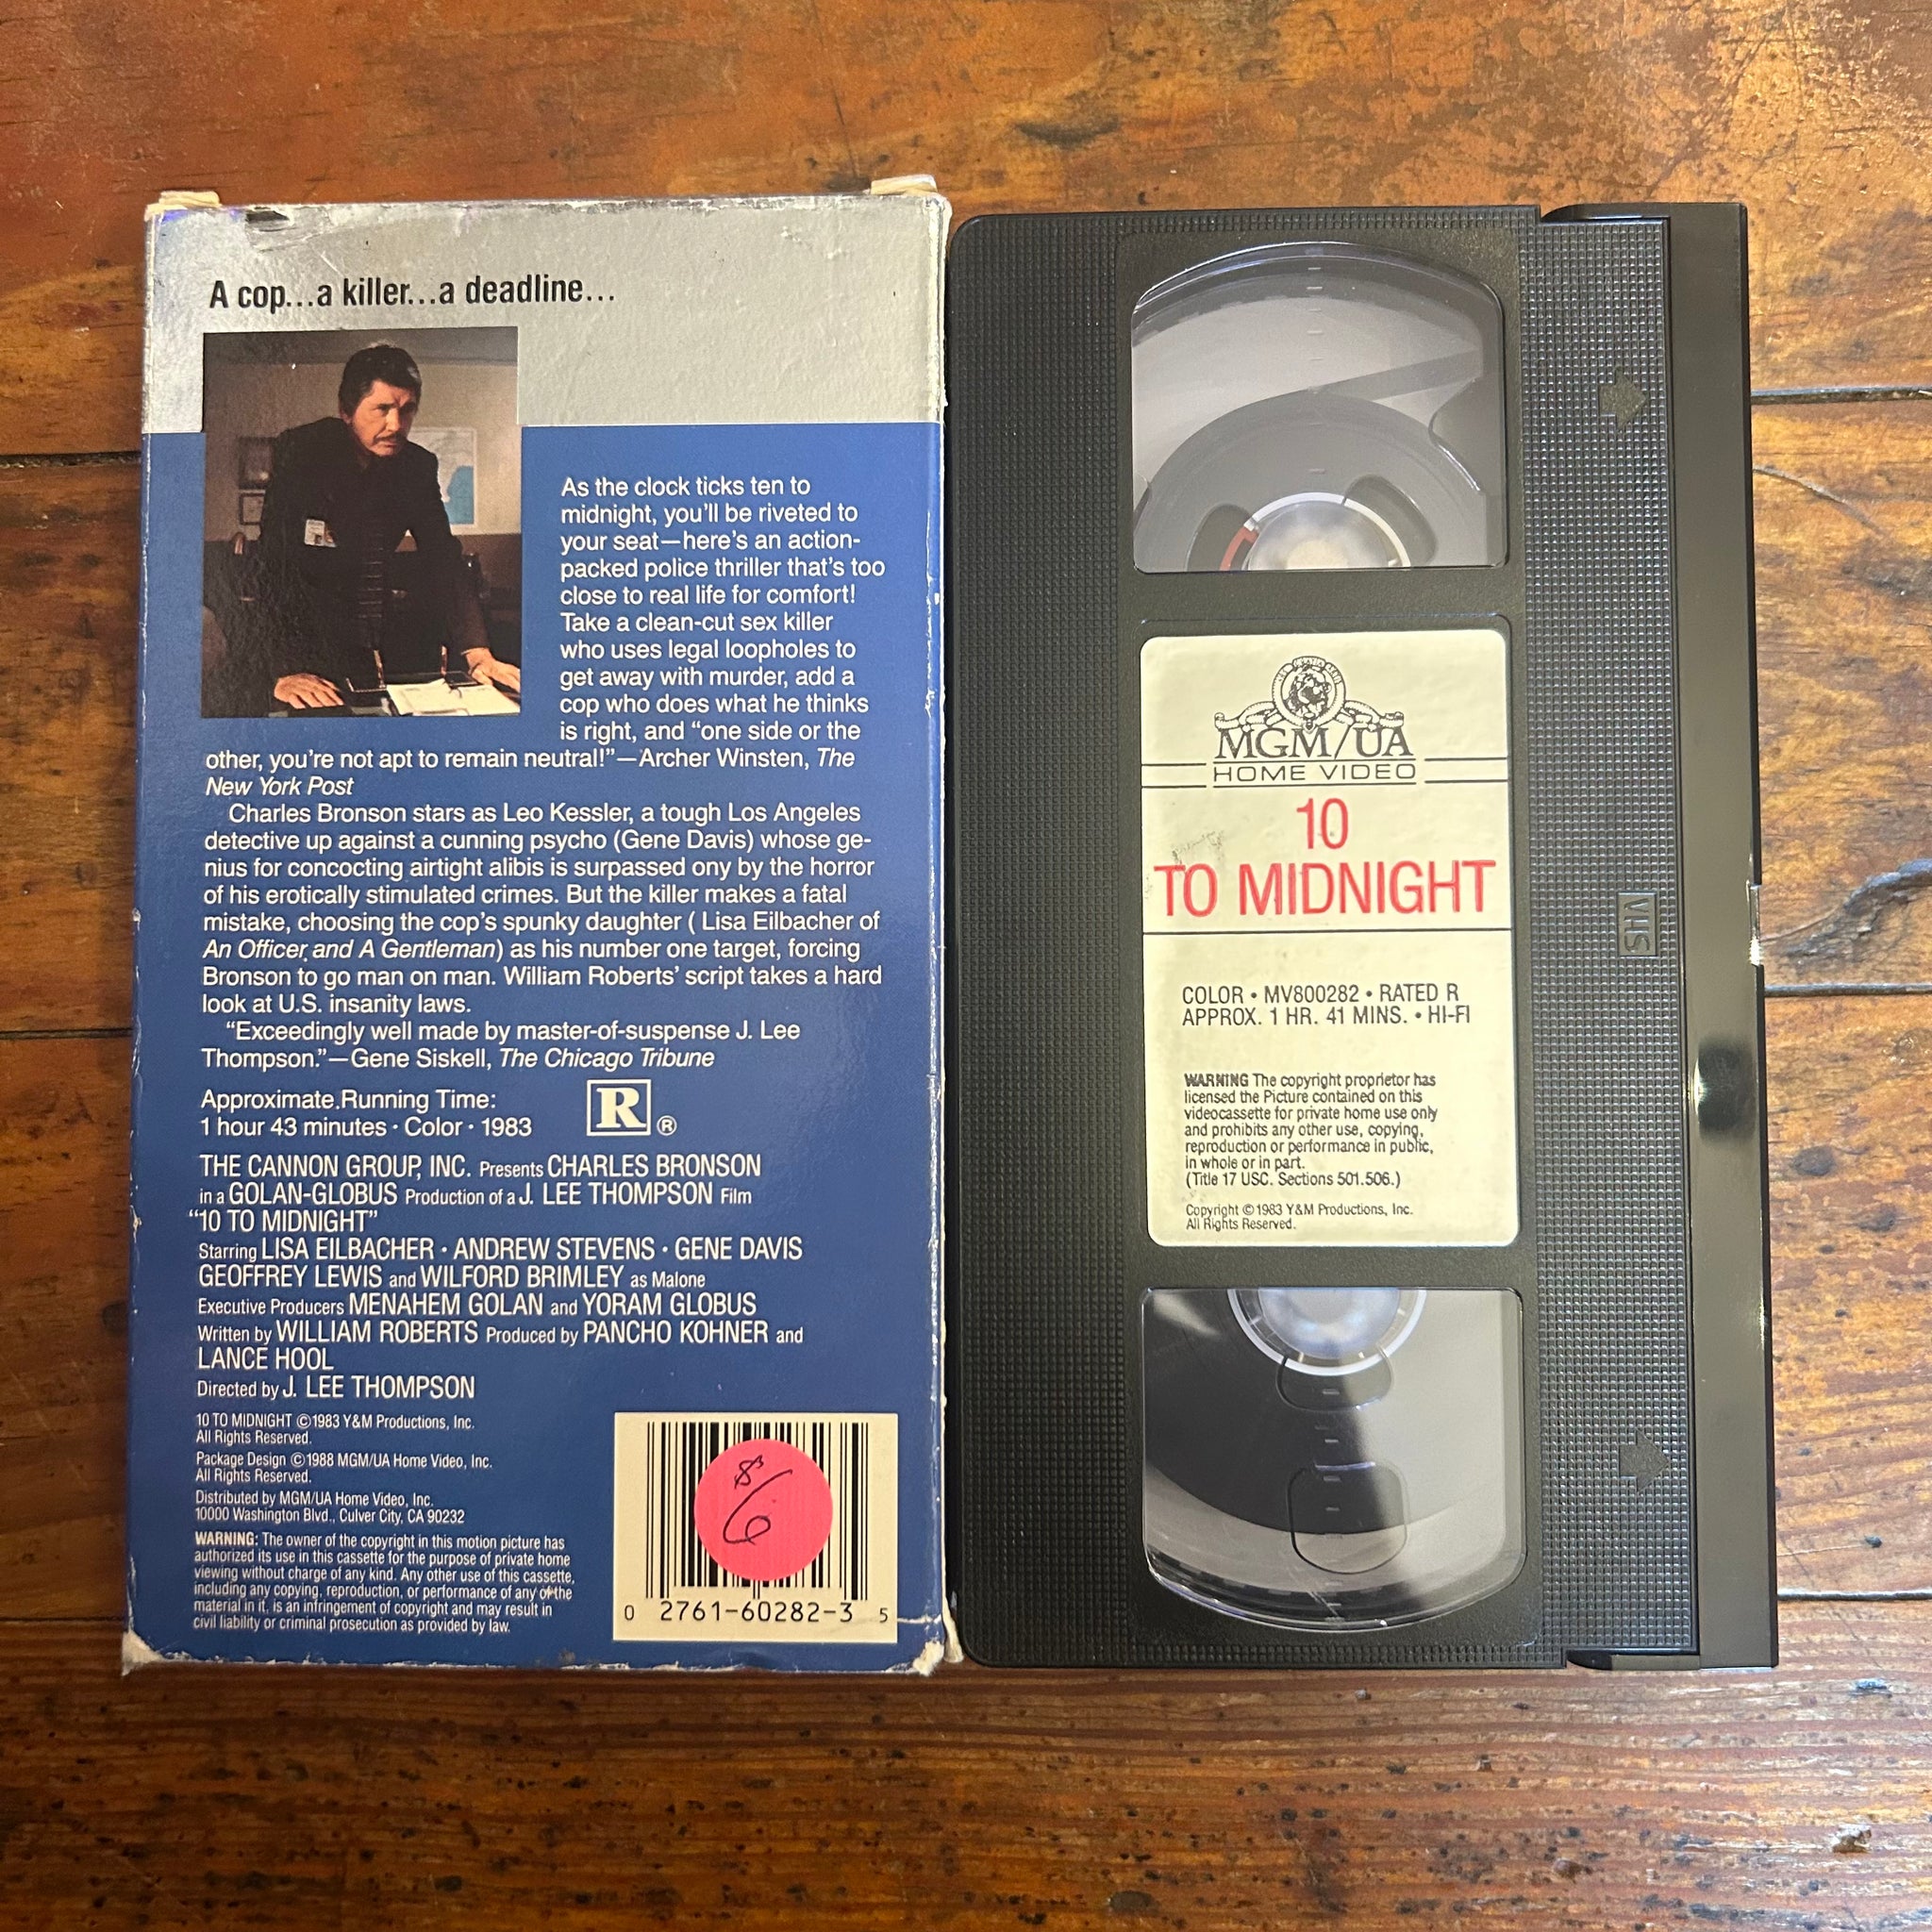 A cop...a killer...a deadline...
As the clock ticks ten to
midnight, you'll be riveted to
your seat—here's an action-
packed police thriller that's too
close to real life for comfort!
Take a clean-cut sex killer
who uses legal loopholes to
get away with murder, add a
cop who does what he thinks
is right, and “one side or the
other, you're not apt to remain neutral!”—Archer Winsten, The
New York Post
Charles Bronson stars as Leo Kessler, a tough Los Angeles
detective up against a cunning psycho (Gene Davis) whose ge-
nius for concocting airtight alibis is surpassed ony by the horror
of his erotically stimulated crimes. But the killer makes a fatal
mistake, choosing the cop's spunky daughter ( Lisa Eilbacher of
An Officer and A Gentleman) as his number one target, forcing
Bronson to go man on man. William Roberts' script takes a hard
look at U.S. insanity laws.
“Exceedingly well made by master-of-suspense J. Lee
Thompson.”—Gene Siskell, The Chicago Tribune
Approximate Running Time:
1 hour 43 minutes • Color • 1983
R ®
THE CANNON GROUP, INC. Presents CHARLES BRONSON
in a GOLAN-GLOBUS Production of a J. LEE THOMPSON Film
“10 TO MIDNIGHT”
Starring LISA EILBACHER • ANDREW STEVENS • GENE DAVIS
GEOFFREY LEWIS and WILFORD BRIMLEY as Malone
Executive Producers MENAHEM GOLAN and YORAM GLOBUS
Written by WILLIAM ROBERTS Produced by PANCHO KOHNER and
LANCE HOOL
Directed by J. LEE THOMPSON
10 TO MIDNIGHT ©1983 Y&M Productions, Inc.
All Rights Reserved.
Package Design ©1988 MGM/UA Home Video, Inc.
All Rights Reserved.
Distributed by MGM/UA Home Video, Inc.
10000 Washington Blvd., Culver City, CA 90232
WARNING: The owner of the copyright in this motion picture has
authorized its use in this cassette for the purpose of private home
viewing without charge of any kind. Any other use of this cassette,
including any copying, reproduction, or performance of any of the
material in it, is an infringement of copyright and may result in
civil liability or criminal prosecution as provided by law.
6
0 2761-60282-3 5
MGM/UA
HOME VIDEO
10
TO MIDNIGHT
COLOR • MV800282 • RATED R
APPROX. 1 HR. 41 MINS. • HI-FI
WARNING The copyright proprietor has
licensed the Picture contained on this
videocassette for private home use only
and prohibits any other use, copying,
reproduction or performance in public,
in whole or in part.
(Title 17 USC. Sections 501.506.)
Copyright ©1983 Y&M Productions, Inc.
All Rights Reserved.
VHS